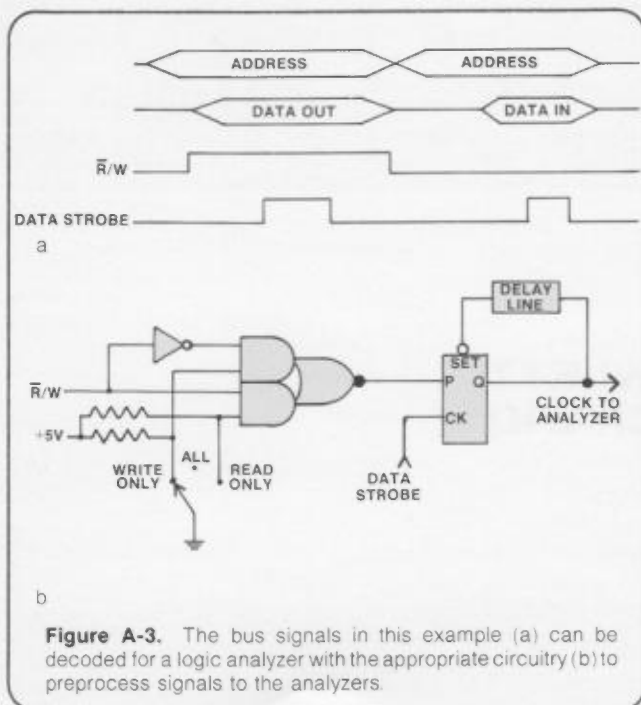 ADDRESS ADDRESS
DATA OUT DATA IN
R̅/W
DATA STROBE
a
DELAY
LINE
SET
R̅/W
P Q
CLOCK TO
ANALYZER
+5V
CK
WRITE
ONLY
ALL
READ
ONLY
DATA
STROBE
b
Figure A-3. The bus signals in this example (a) can be
decoded for a logic analyzer with the appropriate circuitry (b) to
preprocess signals to the analyzers.